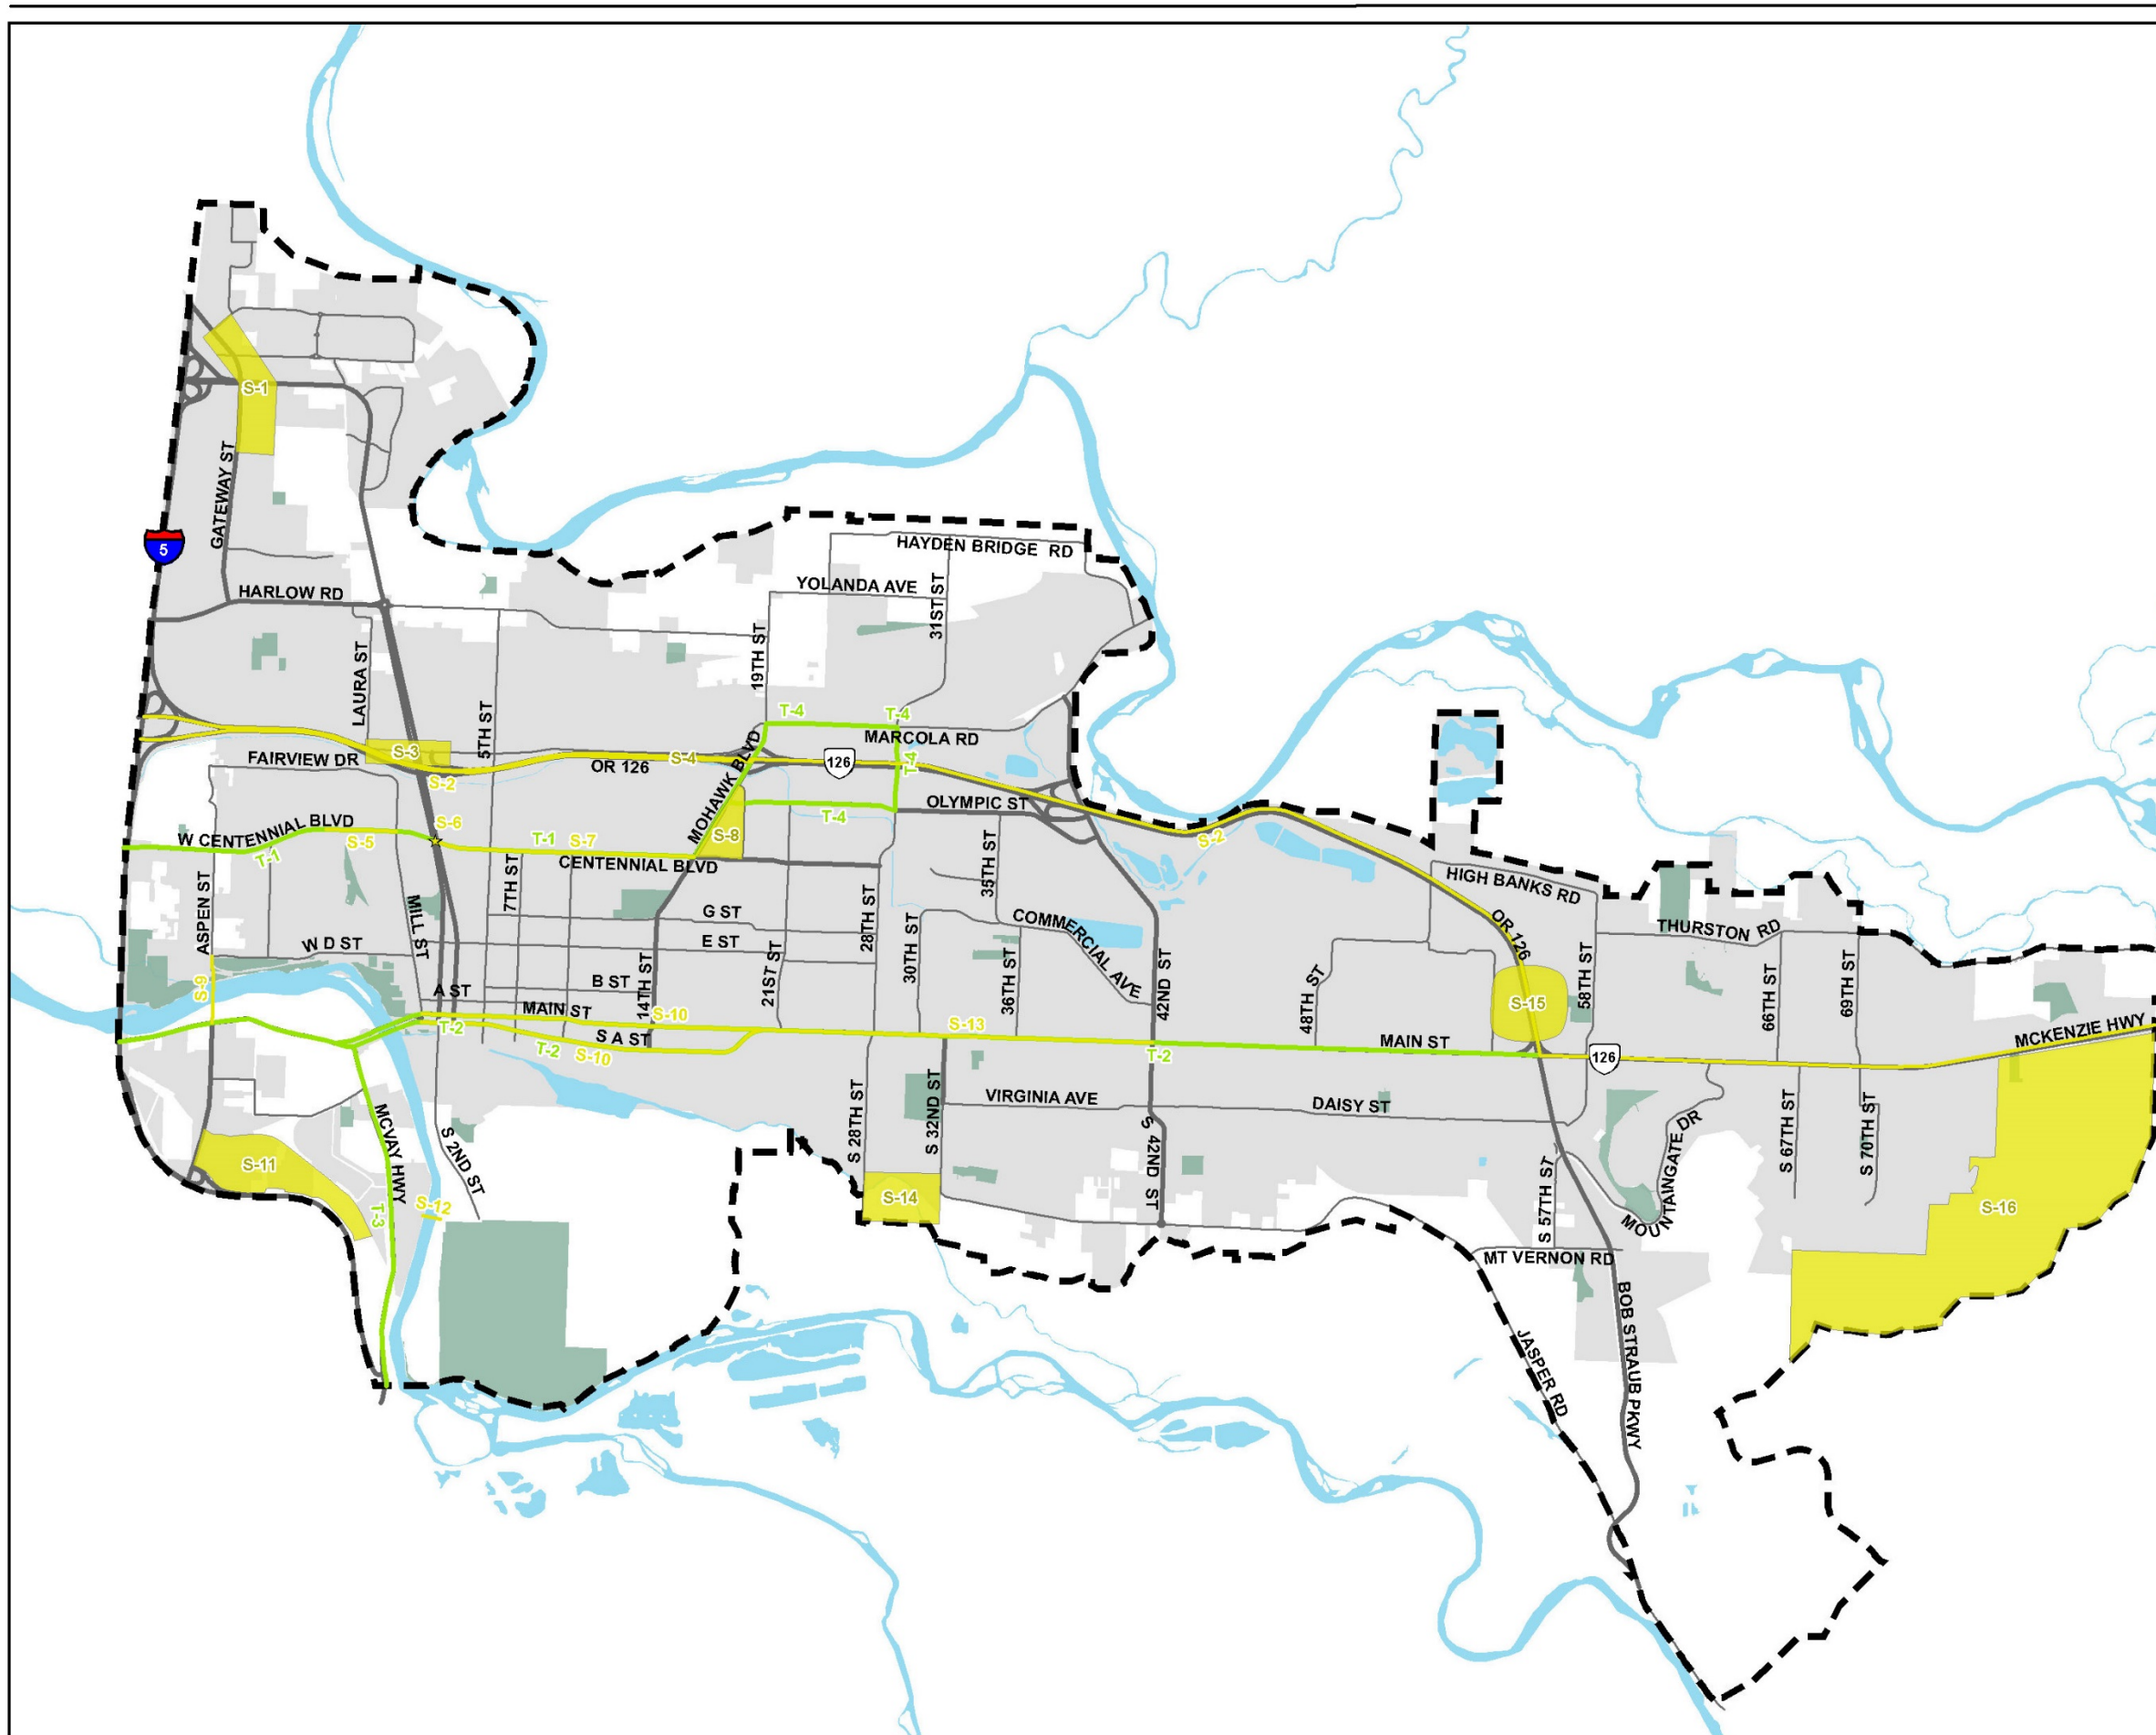 S-1
GATEWAY ST
5
HARLOW RD
HAYDEN BRIDGE RD
YOLANDA AVE
31ST ST
19TH ST
LAURA ST
5TH ST
T-4
T-4
MARCOLA RD
T-4
S-3
S-4
FAIRVIEW DR
S-2
OR 126
126
MOHAWK BLVD
OLYMPIC ST
T-4
S-8
W CENTENNIAL BLVD
S-6
S-5
T-1
T-1
S-7
CENTENNIAL BLVD
S-2
35TH ST
HIGH BANKS RD
ASPEN ST
7TH ST
MILL ST
G ST
28TH ST
30TH ST
COMMERCIAL AVE
OR 126
THURSTON RD
W D ST
E ST
58TH ST
S-9
B ST
14TH ST
21ST ST
36TH ST
42ND ST
48TH ST
S-15
66TH ST
69TH ST
A ST
MAIN ST
S-10
S-13
T-2
S A ST
T-2
S-10
T-2
MAIN ST
126
MCKENZIE HWY
S 28TH ST
S 32ND ST
VIRGINIA AVE
DAISY ST
S 42ND ST
MCVAY HWY
S 2ND ST
S-11
S-12
T-3
S-14
S 57TH ST
MOUNTAINGATE DR
S 67TH ST
S 70TH ST
S-16
MT VERNON RD
BOB STRAUB PKWY
JASPER RD